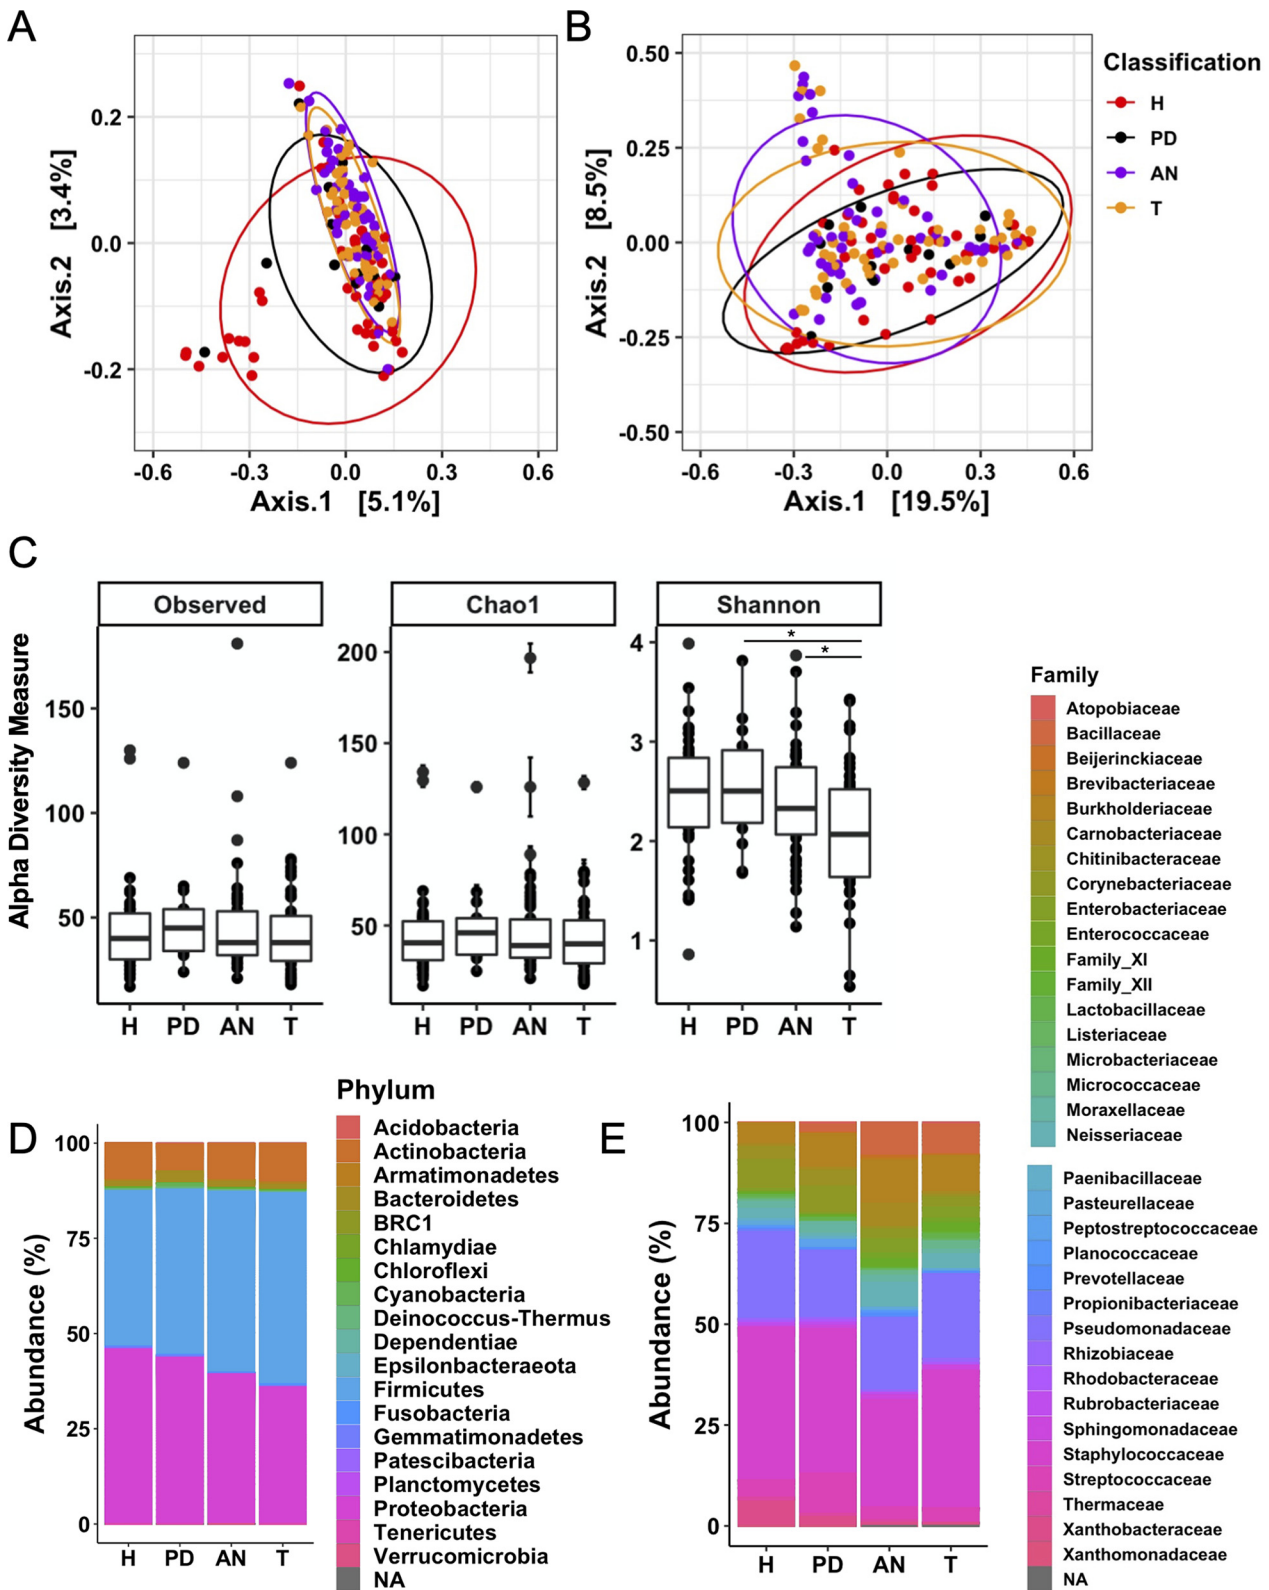 A
B
0.2
0.0
-0.2
Axis.2 [3.4%]
-0.6 -0.3 0.0 0.3 0.6
Axis.1 [5.1%]
0.50
0.25
0.00
-0.25
-0.50
Axis.2 [8.5%]
-0.6 -0.3 0.0 0.3 0.6
Axis.1 [19.5%]
Classification
H
PD
AN
T
C
Alpha Diversity Measure
Observed
150
100
50
H PD AN T
Chao1
200
150
100
50
H PD AN T
Shannon
* *
4
3
2
1
H PD AN T
D
Abundance (%)
100
75
50
25
0
H PD AN T
Phylum
Acidobacteria
Actinobacteria
Armatimonadetes
Bacteroidetes
BRC1
Chlamydiae
Chloroflexi
Cyanobacteria
Deinococcus-Thermus
Dependentiae
Epsilonbacteraeota
Firmicutes
Fusobacteria
Gemmatimonadetes
Patescibacteria
Planctomycetes
Proteobacteria
Tenericutes
Verrucomicrobia
NA
E
Abundance (%)
100
75
50
25
0
H PD AN T
Family
Atopobiaceae
Bacillaceae
Beijerinckiaceae
Brevibacteriaceae
Burkholderiaceae
Carnobacteriaceae
Chitinibacteraceae
Corynebacteriaceae
Enterobacteriaceae
Enterococcaceae
Family_XI
Family_XII
Lactobacillaceae
Listeriaceae
Microbacteriaceae
Micrococcaceae
Moraxellaceae
Neisseriaceae
Paenibacillaceae
Pasteurellaceae
Peptostreptococcaceae
Planococcaceae
Prevotellaceae
Propionibacteriaceae
Pseudomonadaceae
Rhizobiaceae
Rhodobacteraceae
Rubrobacteriaceae
Sphingomonadaceae
Staphylococcaceae
Streptococcaceae
Thermaceae
Xanthobacteraceae
Xanthomonadaceae
NA